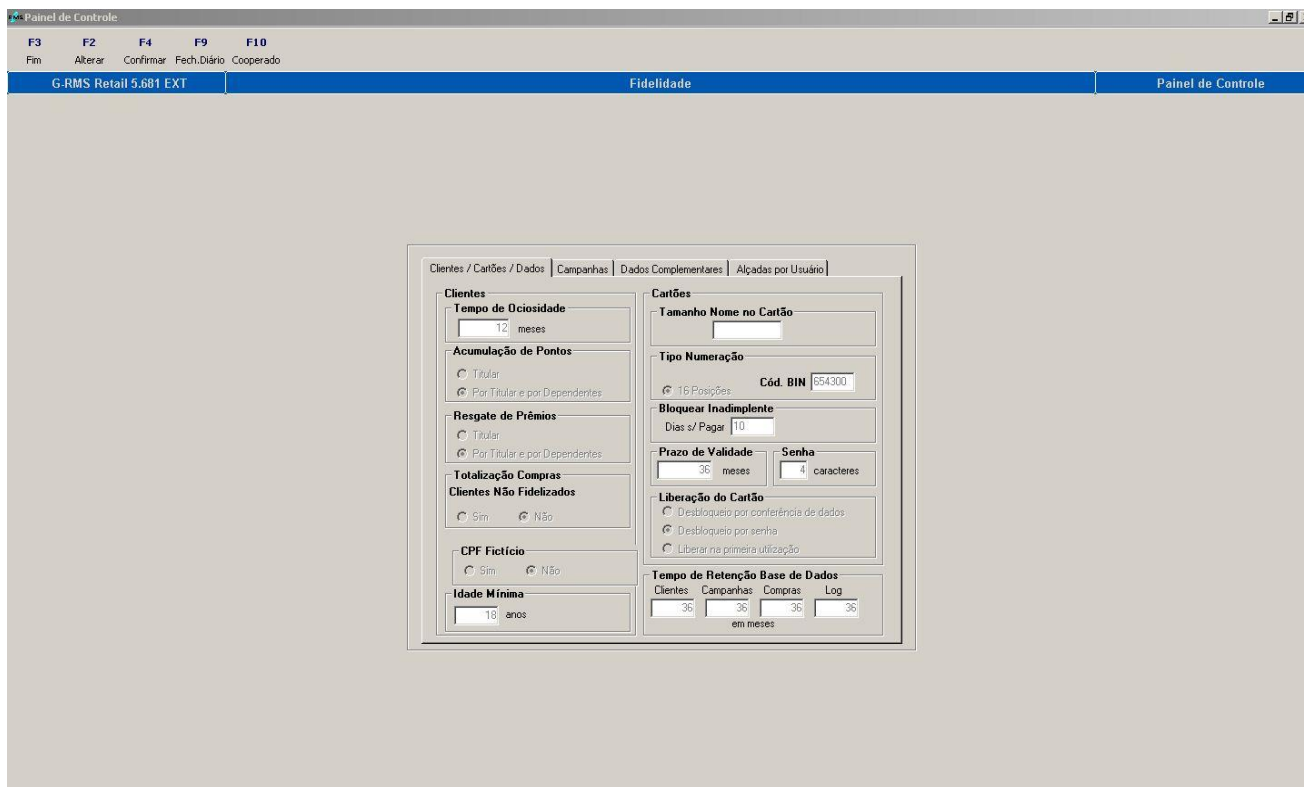 Painel de Controle
F3 F2 F4 F9 F10
Fim Alterar Confirmar Fech.Diário Cooperado
G-RMS Retail 5.681 EXT Fidelidade Painel de Controle
Clientes / Cartões / Dados Campanhas Dados Complementares Alçadas por Usuário
Clientes
Tempo de Ociosidade
12 meses
Acumulação de Pontos
Titular
Por Titular e por Dependentes
Resgate de Prêmios
Titular
Por Titular e por Dependentes
Totalização Compras
Clientes Não Fidelizados
Sim Não
CPF Fictício
Sim Não
Idade Mínima
18 anos
Cartões
Tamanho Nome no Cartão
Tipo Numeração
16 Posições Cód. BIN 654300
Bloquear Inadimplente
Dias s/ Pagar 10
Prazo de Validade
36 meses
Senha
4 caracteres
Liberação do Cartão
Desbloqueio por conferência de dados
Desbloqueio por senha
Liberar na primeira utilização
Tempo de Retenção Base de Dados
Clientes Campanhas Compras Log
36 36 36 36
em meses